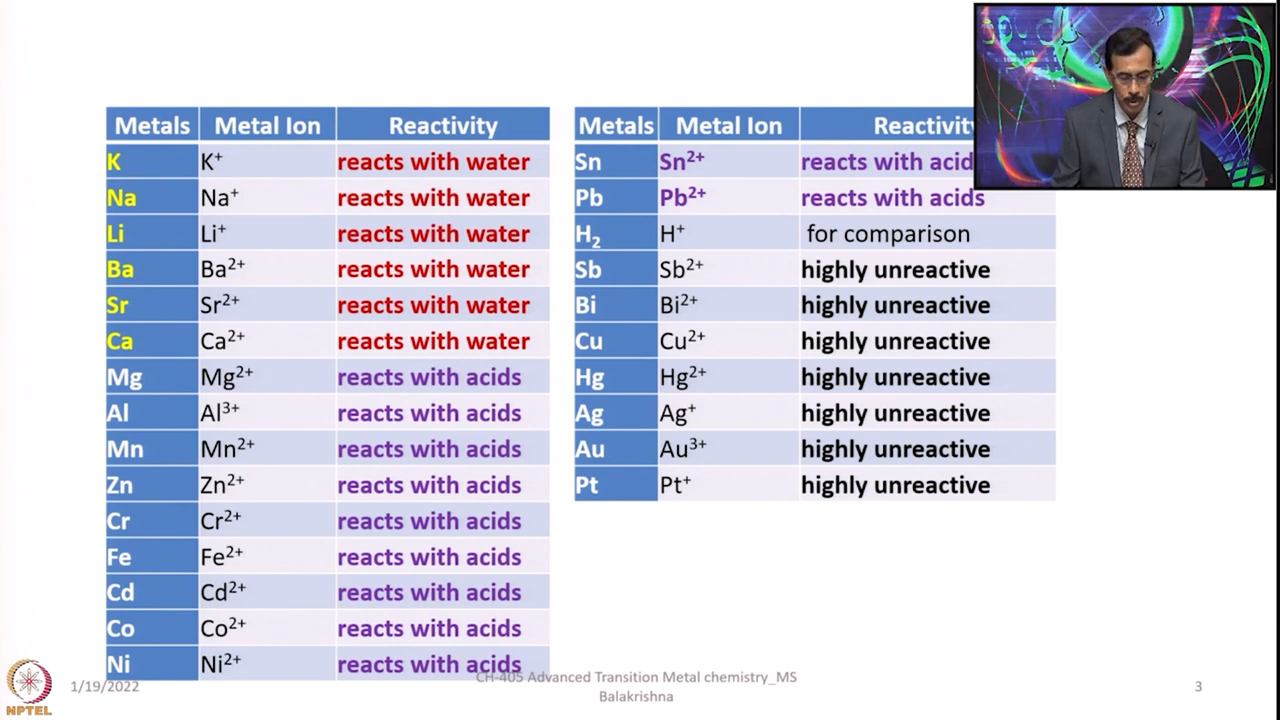 Metals Metal Ion Reactivity
K K⁺ reacts with water
Na Na⁺ reacts with water
Li Li⁺ reacts with water
Ba Ba²⁺ reacts with water
Sr Sr²⁺ reacts with water
Ca Ca²⁺ reacts with water
Mg Mg²⁺ reacts with acids
Al Al³⁺ reacts with acids
Mn Mn²⁺ reacts with acids
Zn Zn²⁺ reacts with acids
Cr Cr²⁺ reacts with acids
Fe Fe²⁺ reacts with acids
Cd Cd²⁺ reacts with acids
Co Co²⁺ reacts with acids
Ni Ni²⁺ reacts with acids
Metals Metal Ion Reactivity
Sn Sn²⁺ reacts with acid
Pb Pb²⁺ reacts with acids
H₂ H⁺ for comparison
Sb Sb²⁺ highly unreactive
Bi Bi²⁺ highly unreactive
Cu Cu²⁺ highly unreactive
Hg Hg²⁺ highly unreactive
Ag Ag⁺ highly unreactive
Au Au³⁺ highly unreactive
Pt Pt⁺ highly unreactive
NPTEL
1/19/2022
CH-405 Advanced Transition Metal chemistry_MS
Balakrishna
3